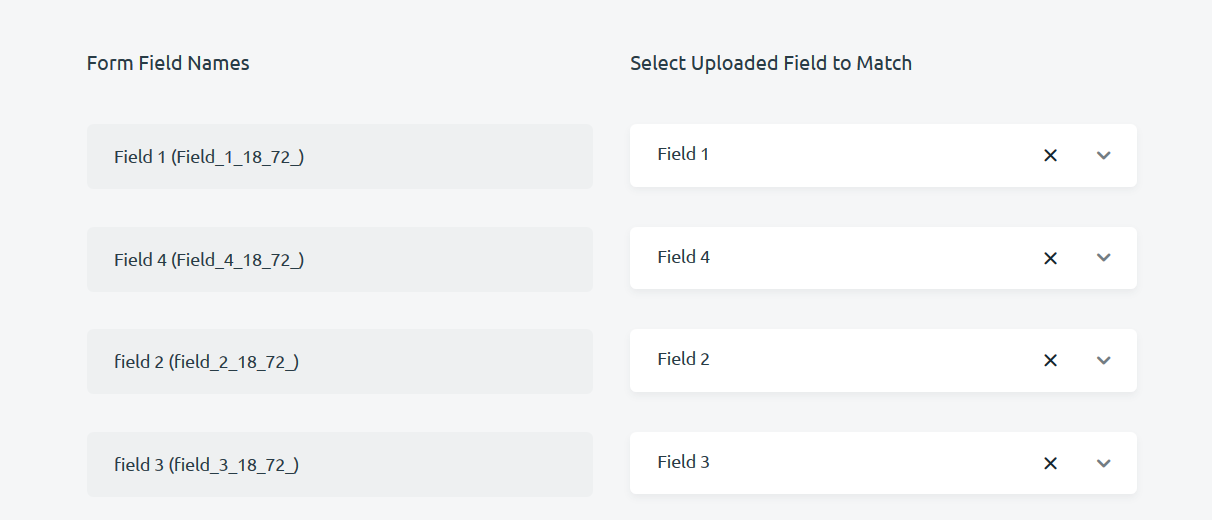 Form Field Names
Select Uploaded Field to Match
Field 1 (Field_1_18_72_)
Field 1
Field 4 (Field_4_18_72_)
Field 4
field 2 (field_2_18_72_)
Field 2
field 3 (field_3_18_72_)
Field 3